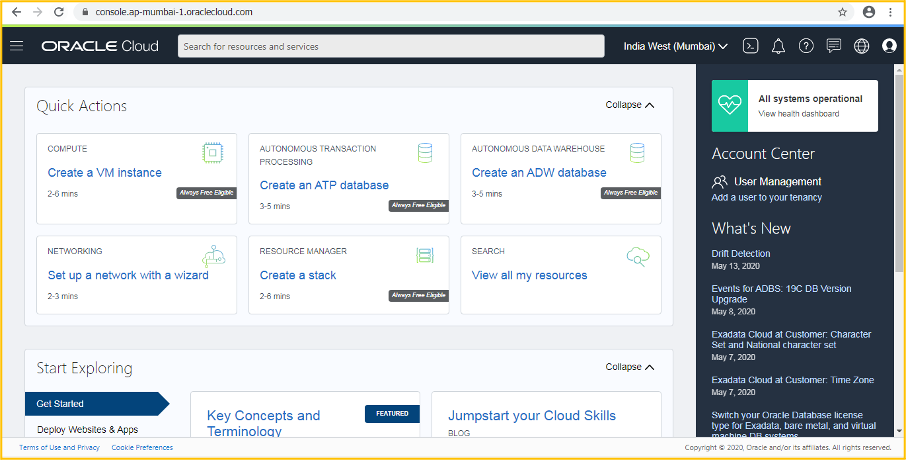 console.ap-mumbai-1.oraclecloud.com
ORACLE Cloud
Search for resources and services
India West (Mumbai)
Quick Actions
Collapse
COMPUTE
Create a VM instance
2-6 mins
Always Free Eligible
AUTONOMOUS TRANSACTION
PROCESSING
Create an ATP database
3-5 mins
Always Free Eligible
AUTONOMOUS DATA WAREHOUSE
Create an ADW database
3-5 mins
Always Free Eligible
NETWORKING
Set up a network with a wizard
2-3 mins
RESOURCE MANAGER
Create a stack
2-6 mins
Always Free Eligible
SEARCH
View all my resources
Start Exploring
Collapse
Get Started
Deploy Websites & Apps
Key Concepts and
Terminology
FEATURED
Jumpstart your Cloud Skills
BLOG
All systems operational
View health dashboard
Account Center
User Management
Add a user to your tenancy
What's New
Drift Detection
May 13, 2020
Events for ADBS: 19C DB Version
Upgrade
May 8, 2020
Exadata Cloud at Customer: Character
Set and National character set
May 7, 2020
Exadata Cloud at Customer: Time Zone
May 7, 2020
Switch your Oracle Database license
type for Exadata, bare metal, and virtual
machine DB systems
Terms of Use and Privacy
Cookie Preferences
Copyright © 2020, Oracle and/or its affiliates. All rights reserved.